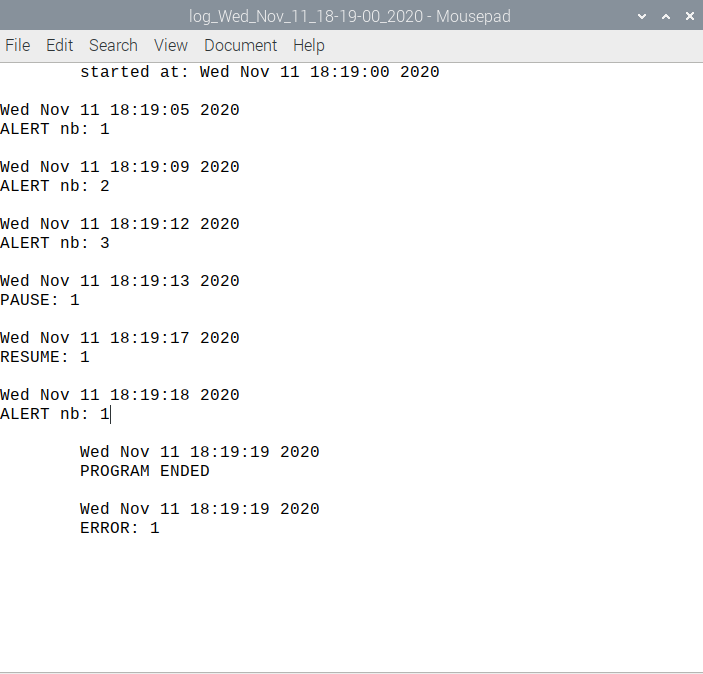 log_Wed_Nov_11_18-19-00_2020 - Mousepad
File Edit Search View Document Help
started at: Wed Nov 11 18:19:00 2020
Wed Nov 11 18:19:05 2020
ALERT nb: 1
Wed Nov 11 18:19:09 2020
ALERT nb: 2
Wed Nov 11 18:19:12 2020
ALERT nb: 3
Wed Nov 11 18:19:13 2020
PAUSE: 1
Wed Nov 11 18:19:17 2020
RESUME: 1
Wed Nov 11 18:19:18 2020
ALERT nb: 1
Wed Nov 11 18:19:19 2020
PROGRAM ENDED
Wed Nov 11 18:19:19 2020
ERROR: 1